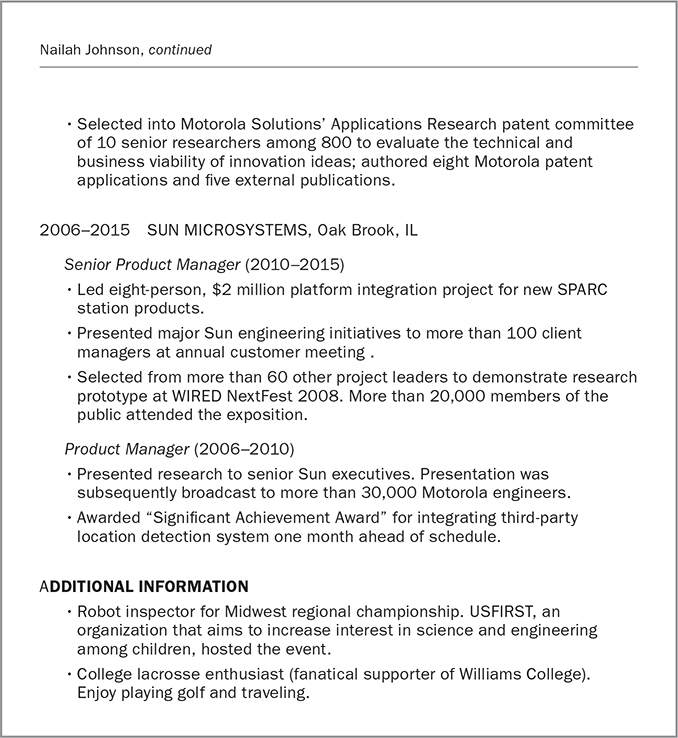 Nailah Johnson, continued
• Selected into Motorola Solutions’ Applications Research patent committee
of 10 senior researchers among 800 to evaluate the technical and
business viability of innovation ideas; authored eight Motorola patent
applications and five external publications.
2006–2015 SUN MICROSYSTEMS, Oak Brook, IL
Senior Product Manager (2010–2015)
• Led eight-person, $2 million platform integration project for new SPARC
station products.
• Presented major Sun engineering initiatives to more than 100 client
managers at annual customer meeting .
• Selected from more than 60 other project leaders to demonstrate research
prototype at WIRED NextFest 2008. More than 20,000 members of the
public attended the exposition.
Product Manager (2006–2010)
• Presented research to senior Sun executives. Presentation was
subsequently broadcast to more than 30,000 Motorola engineers.
• Awarded “Significant Achievement Award” for integrating third-party
location detection system one month ahead of schedule.
ADDITIONAL INFORMATION
• Robot inspector for Midwest regional championship. USFIRST, an
organization that aims to increase interest in science and engineering
among children, hosted the event.
• College lacrosse enthusiast (fanatical supporter of Williams College).
Enjoy playing golf and traveling.